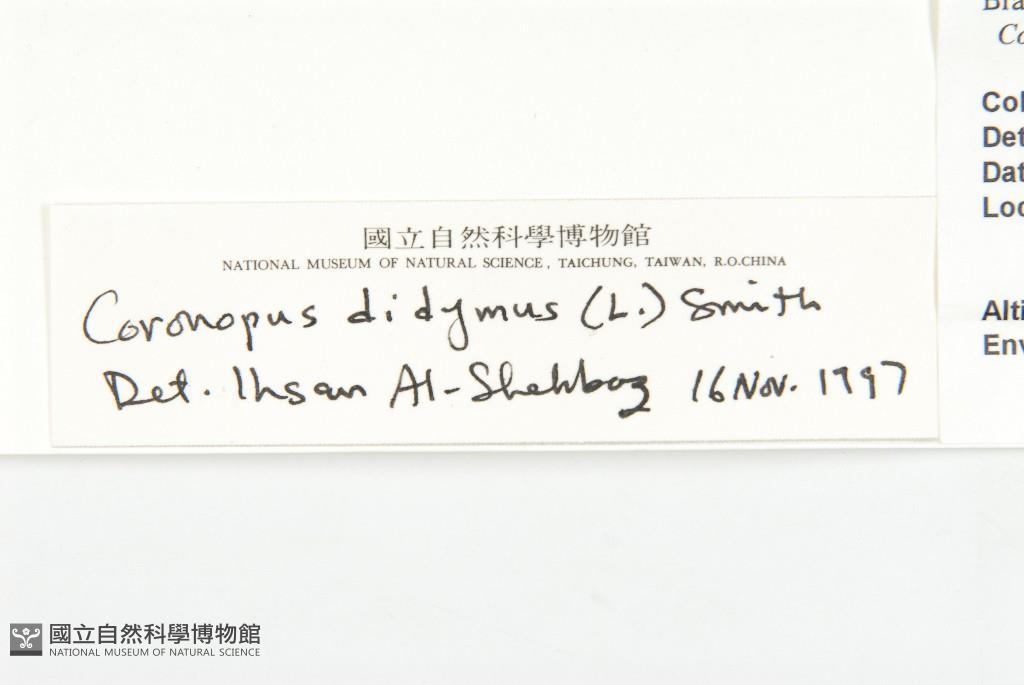 國立自然科學博物館
NATIONAL MUSEUM OF NATURAL SCIENCE, TAICHUNG, TAIWAN, R.O.CHINA
Coronopus didymus (L.) Smith
Det. Ihsan Al-Shehbaz 16 Nov. 1997
Bra
Co
Col
Det
Dat
Loc
Alti
Env
國立自然科學博物館
NATIONAL MUSEUM OF NATURAL SCIENCE